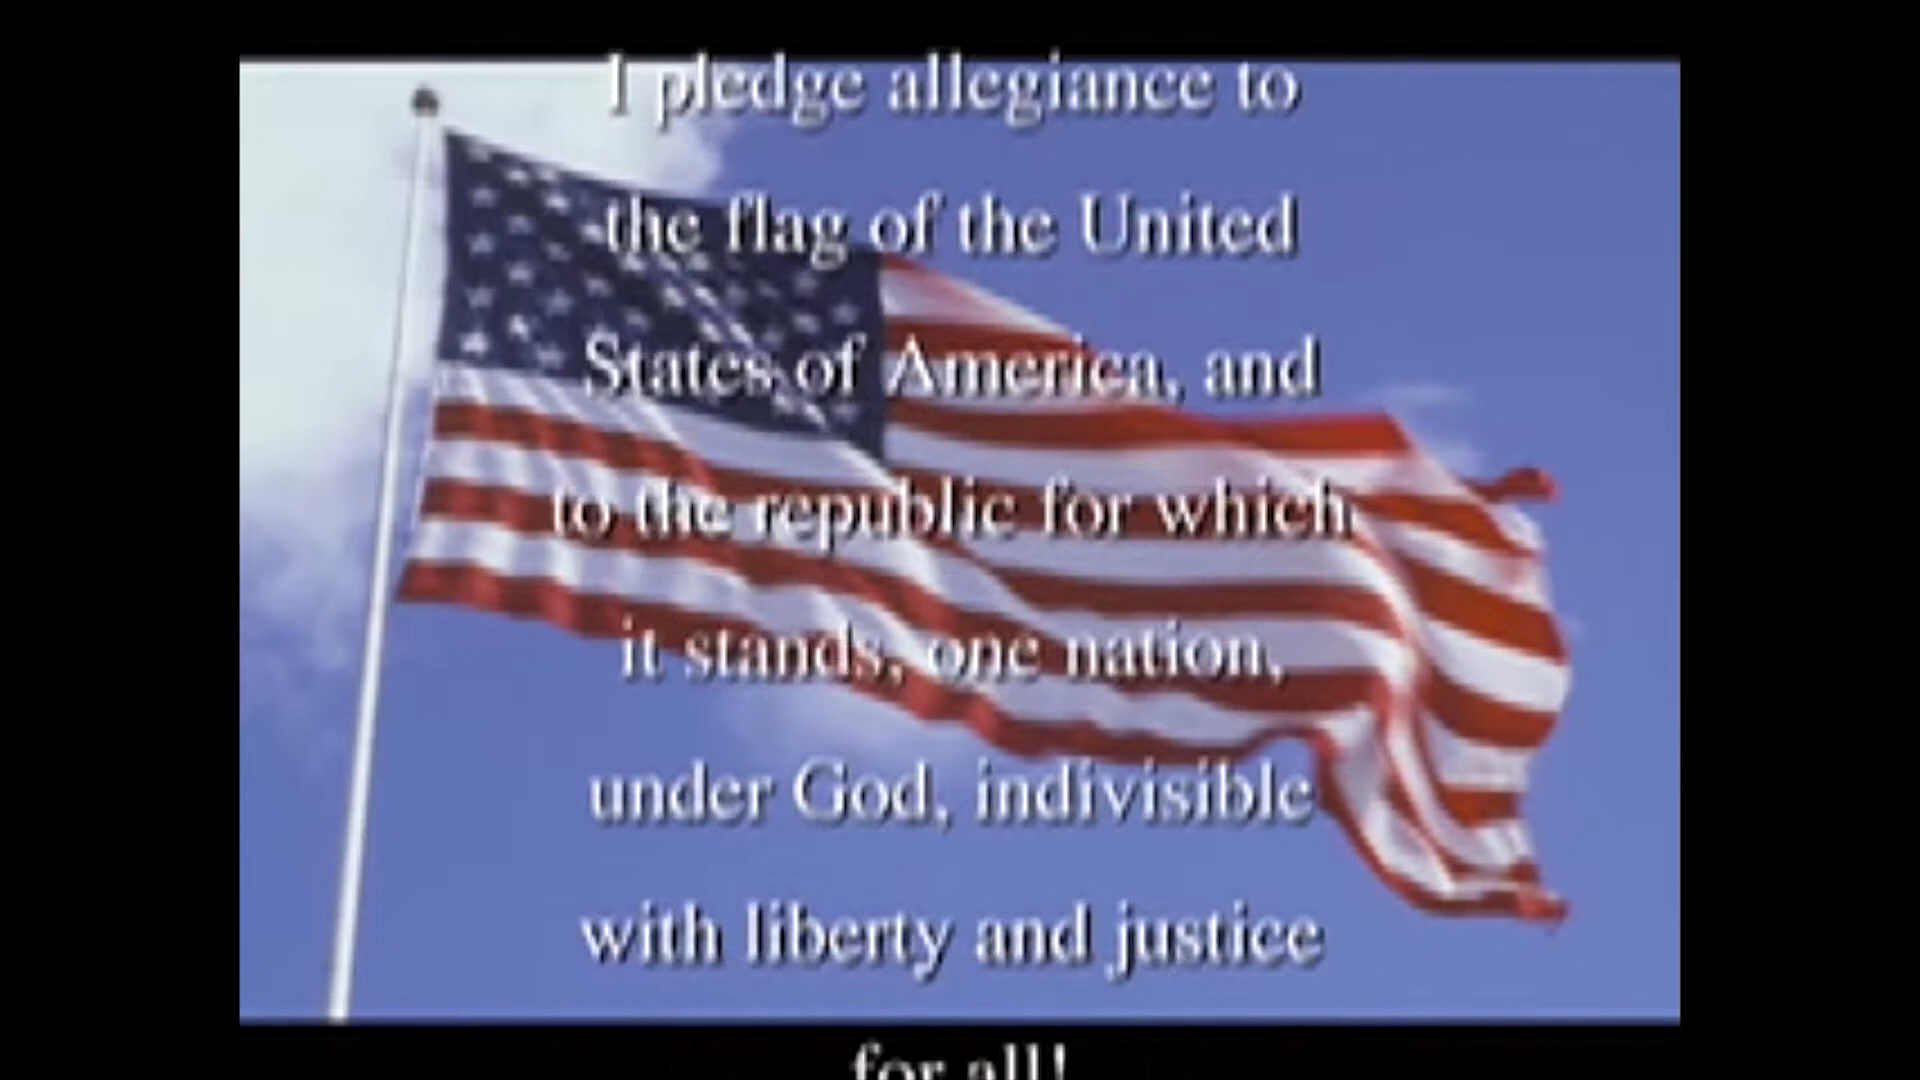 I pledge allegiance to
the flag of the United
States of America, and
to the republic for which
it stands, one nation,
under God, indivisible
with liberty and justice
for all!